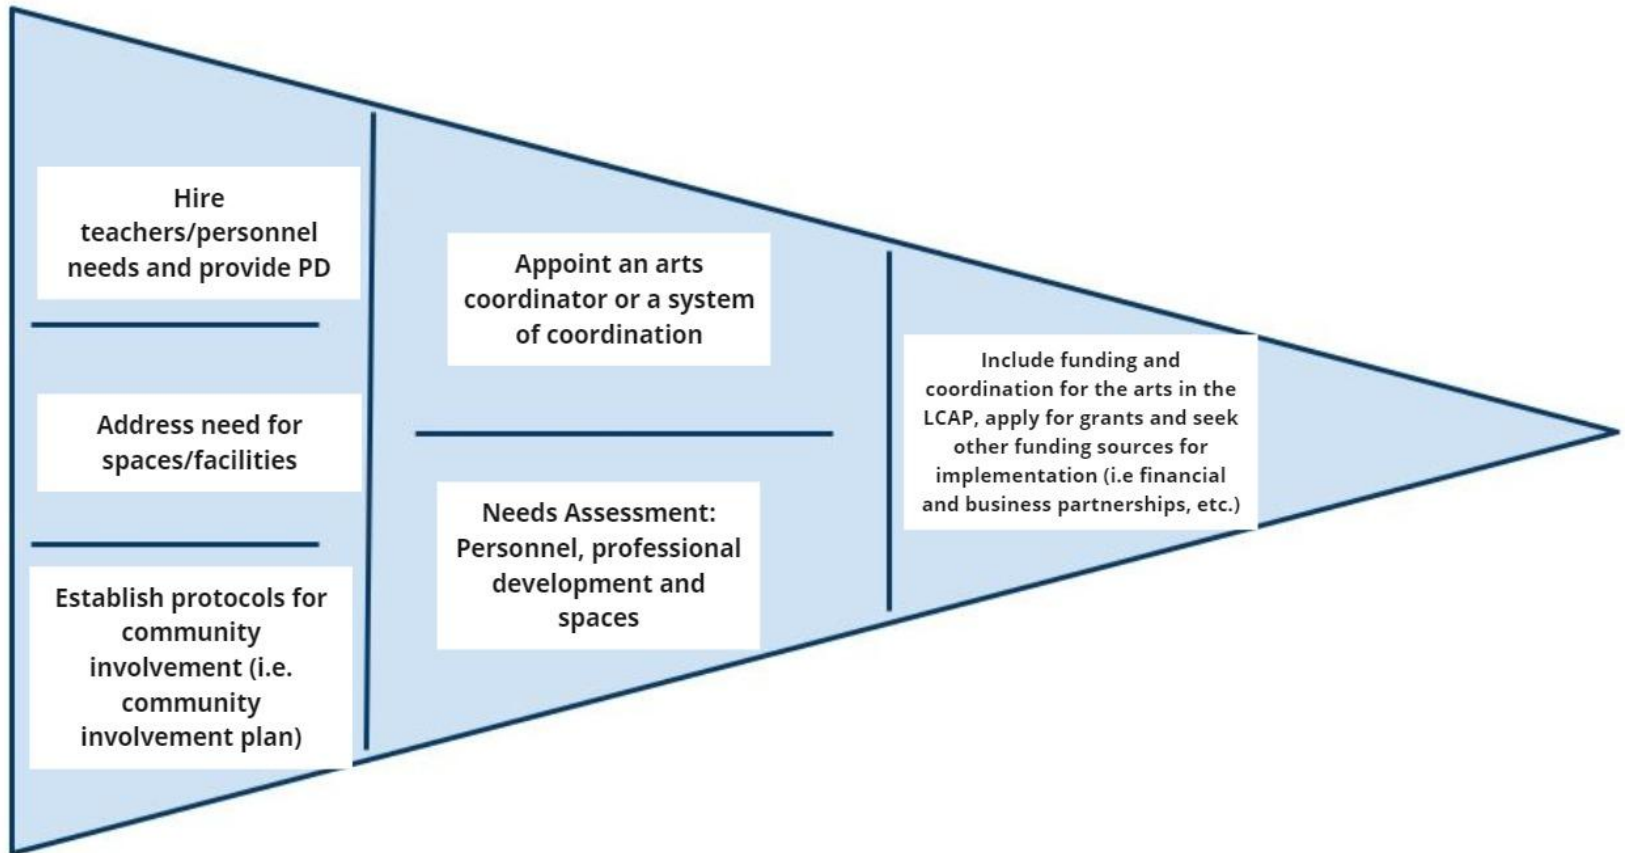 Hire
teachers/personnel
needs and provide PD
Address need for
spaces/facilities
Establish protocols for
community
involvement (i.e.
community
involvement plan)
Appoint an arts
coordinator or a system
of coordination
Needs Assessment:
Personnel, professional
development and
spaces
Include funding and
coordination for the arts in the
LCAP, apply for grants and seek
other funding sources for
implementation (i.e financial
and business partnerships, etc.)